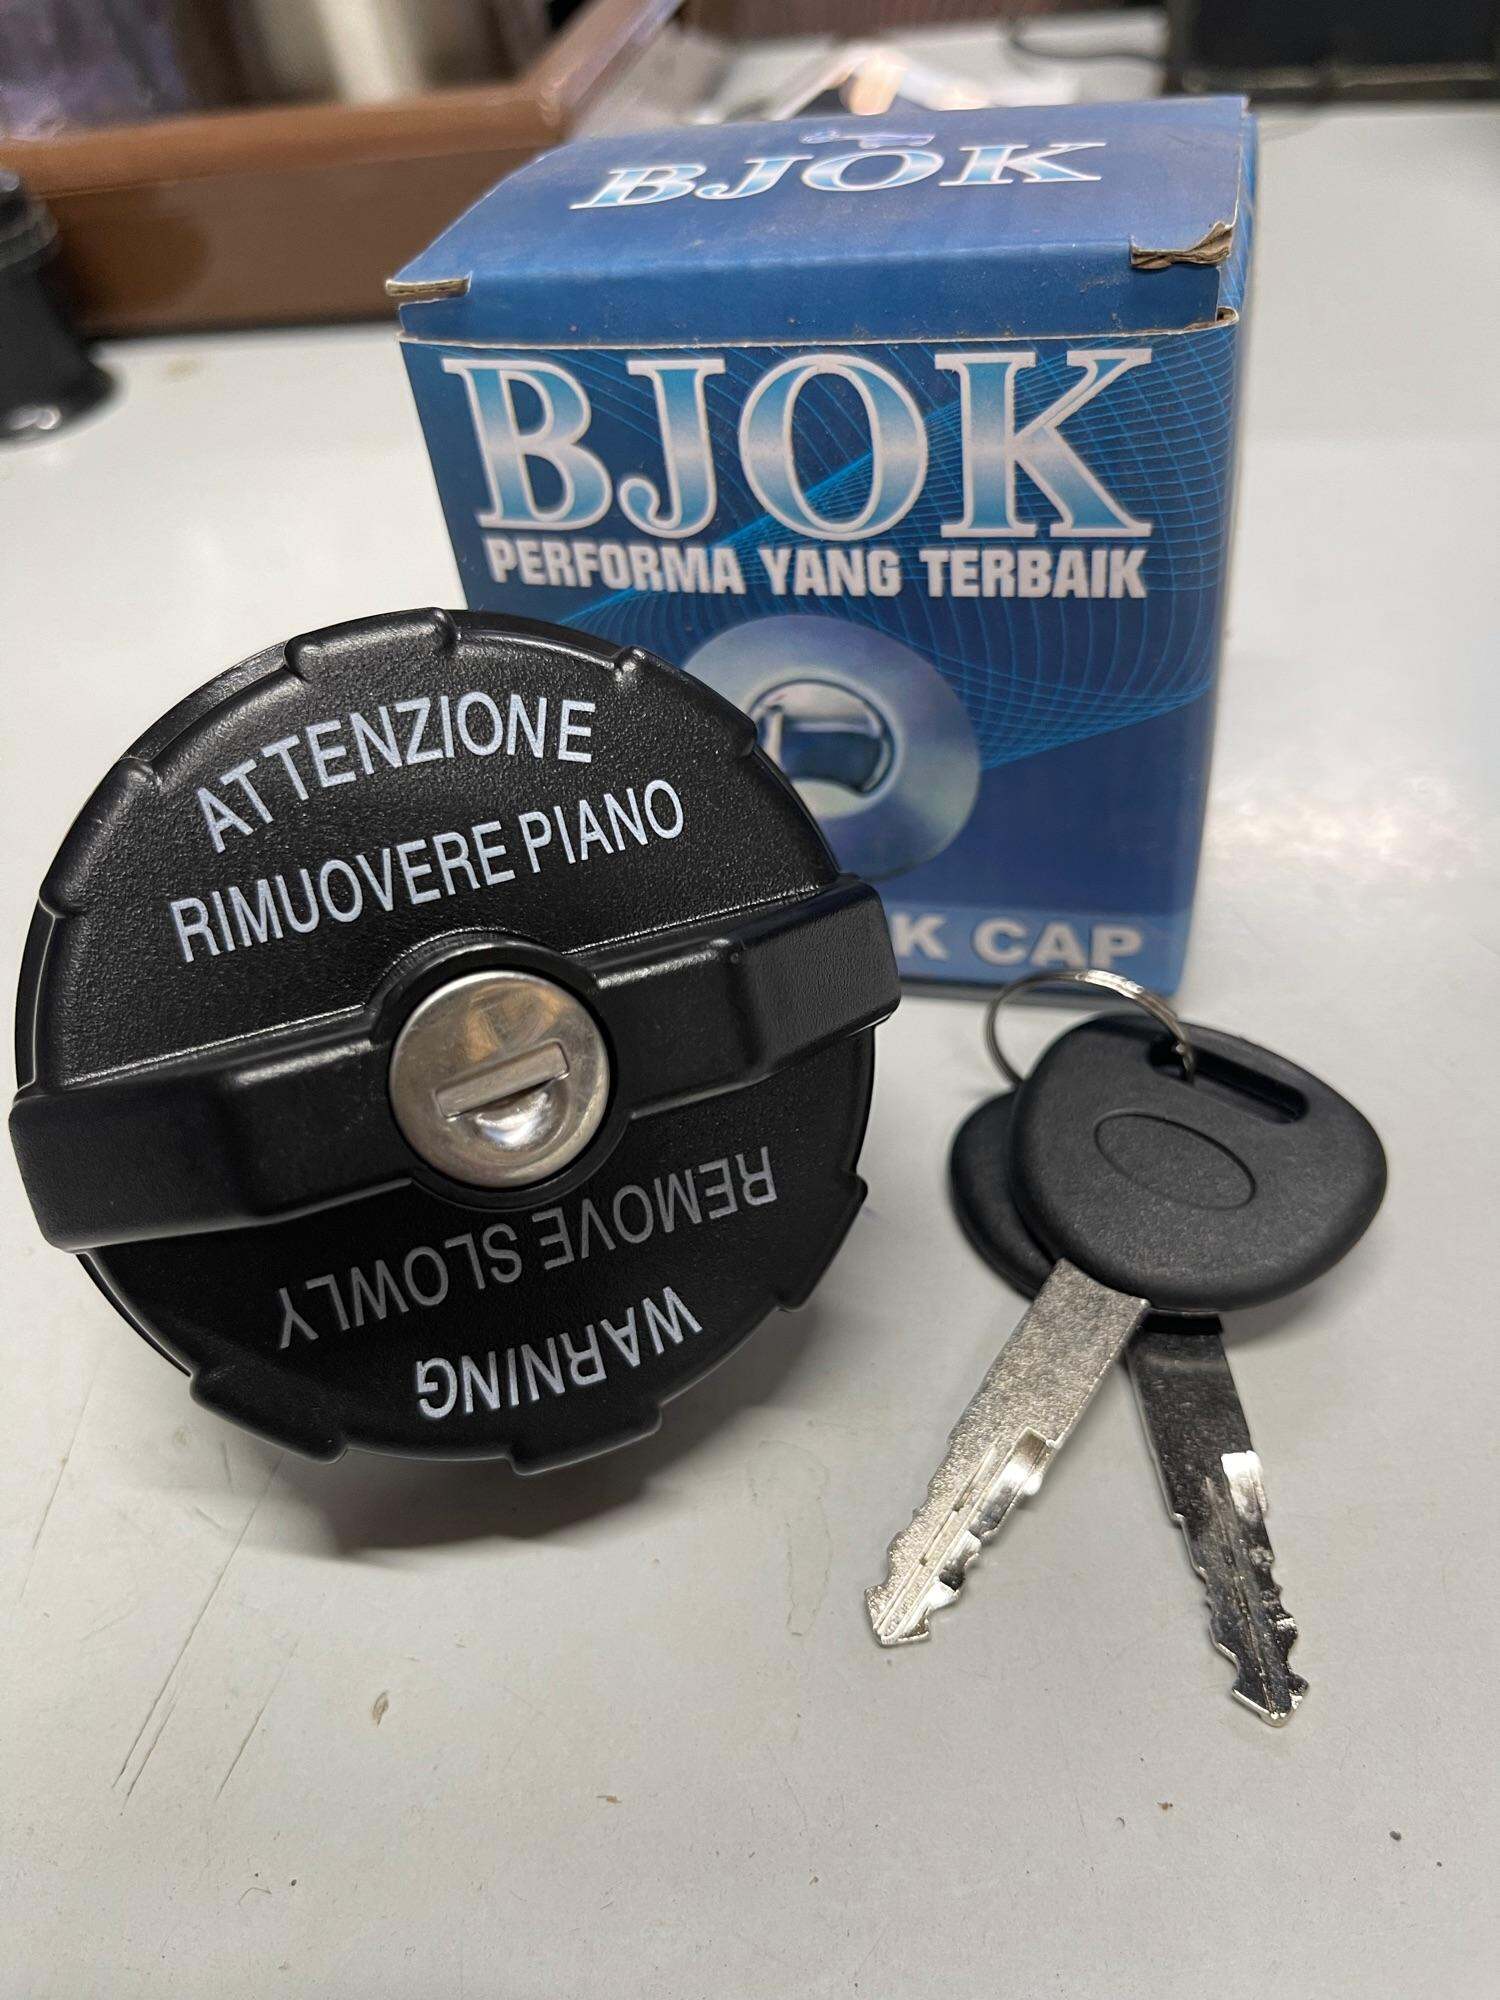 BJOK
BJOK
PERFORMA YANG TERBAIK
K CAP
ATTENZIONE
RIMUOVERE PIANO
WARNING
REMOVE SLOWLY